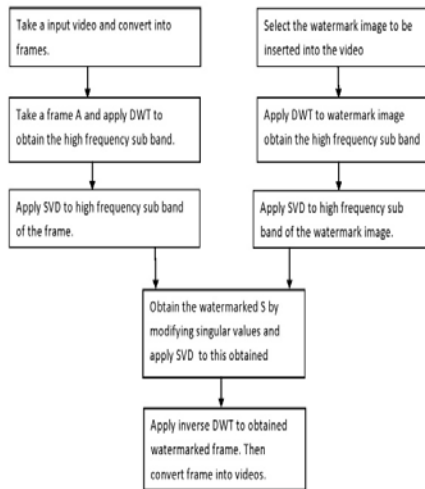 Take a input video and convert into
frames.
Select the watermark image to be
inserted into the video
Take a frame A and apply DWT to
obtain the high frequency sub band.
Apply DWT to watermark image
obtain the high frequency sub band
Apply SVD to high frequency sub band
of the frame.
Apply SVD to high frequency sub
band of the watermark image.
Obtain the watermarked S by
modifying singular values and
apply SVD to this obtained
Apply inverse DWT to obtained
watermarked frame. Then
convert frame into videos.